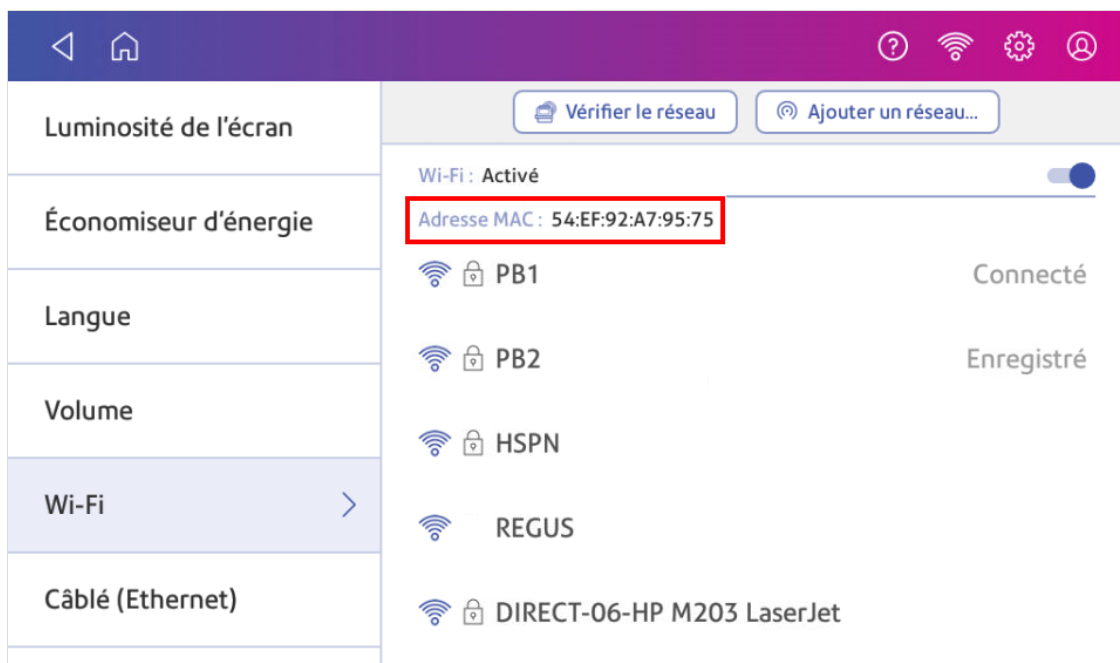 Vérifier le réseau
Ajouter un réseau...
Luminosité de l'écran
Économiseur d'énergie
Langue
Volume
Wi-Fi
Câblé (Ethernet)
Wi-Fi : Activé
Adresse MAC : 54:EF:92:A7:95:75
PB1 Connecté
PB2 Enregistré
HSPN
REGUS
DIRECT-06-HP M203 LaserJet